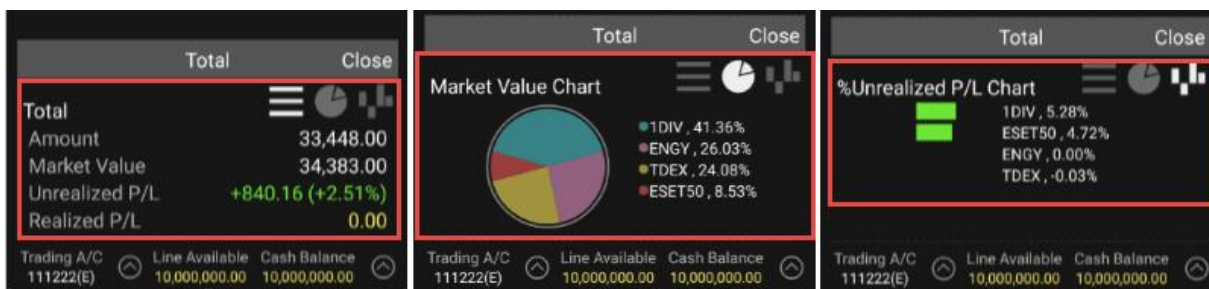 Total Close
Total
Amount 33,448.00
Market Value 34,383.00
Unrealized P/L +840.16 (+2.51%)
Realized P/L 0.00
Trading A/C Line Available Cash Balance
111222(E) 10,000,000.00 10,000,000.00
Total Close
Market Value Chart
1DIV , 41.36%
ENGY , 26.03%
TDEX , 24.08%
ESET50 , 8.53%
Trading A/C Line Available Cash Balance
111222(E) 10,000,000.00 10,000,000.00
Total Close
%Unrealized P/L Chart
1DIV , 5.28%
ESET50 , 4.72%
ENGY , 0.00%
TDEX , -0.03%
Trading A/C Line Available Cash Balance
111222(E) 10,000,000.00 10,000,000.00